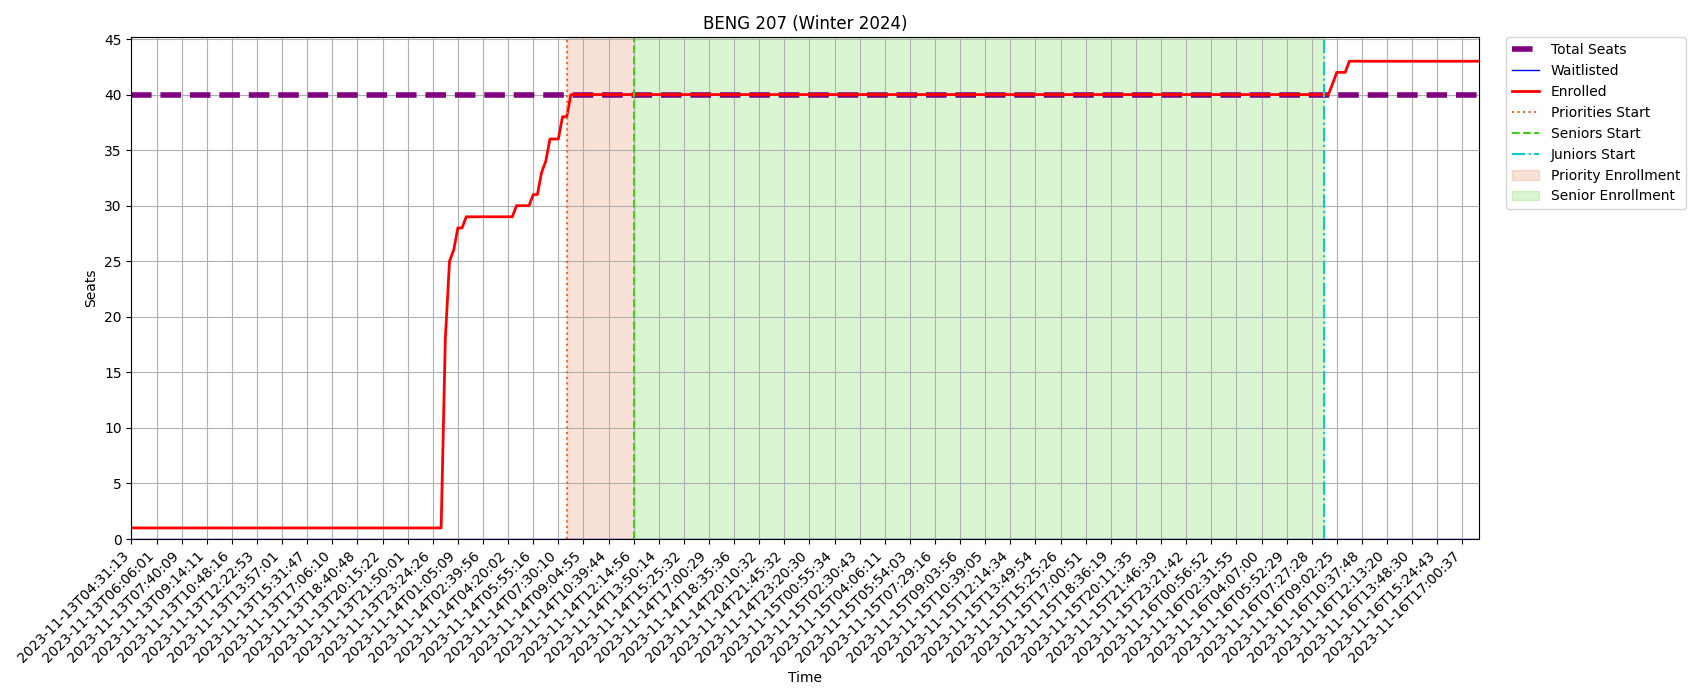 BENG 207 (Winter 2024)
45
40
35
30
25
20
15
10
5
0
Seats
2023-11-13T04:31:13
2023-11-13T06:06:01
2023-11-13T07:40:09
2023-11-13T09:14:11
2023-11-13T10:48:16
2023-11-13T12:22:53
2023-11-13T13:57:01
2023-11-13T15:31:47
2023-11-13T17:06:10
2023-11-13T18:40:48
2023-11-13T20:15:22
2023-11-13T21:50:01
2023-11-13T23:24:26
2023-11-14T01:05:09
2023-11-14T02:39:56
2023-11-14T04:20:02
2023-11-14T05:55:16
2023-11-14T07:30:10
2023-11-14T09:04:55
2023-11-14T10:39:44
2023-11-14T12:14:56
2023-11-14T13:50:14
2023-11-14T15:25:32
2023-11-14T17:00:29
2023-11-14T18:35:36
2023-11-14T20:10:32
2023-11-14T21:45:32
2023-11-14T23:20:30
2023-11-15T00:55:34
2023-11-15T02:30:43
2023-11-15T04:06:11
2023-11-15T05:54:03
2023-11-15T07:29:16
2023-11-15T09:03:56
2023-11-15T10:39:05
2023-11-15T12:14:34
2023-11-15T13:49:54
2023-11-15T15:25:26
2023-11-15T17:00:51
2023-11-15T18:36:19
2023-11-15T20:11:35
2023-11-15T21:46:39
2023-11-15T23:21:42
2023-11-16T00:56:52
2023-11-16T02:31:55
2023-11-16T04:07:00
2023-11-16T05:52:29
2023-11-16T07:27:28
2023-11-16T09:02:25
2023-11-16T10:37:48
2023-11-16T12:13:20
2023-11-16T13:48:30
2023-11-16T15:24:43
2023-11-16T17:00:37
Time
Total Seats
Waitlisted
Enrolled
Priorities Start
Seniors Start
Juniors Start
Priority Enrollment
Senior Enrollment